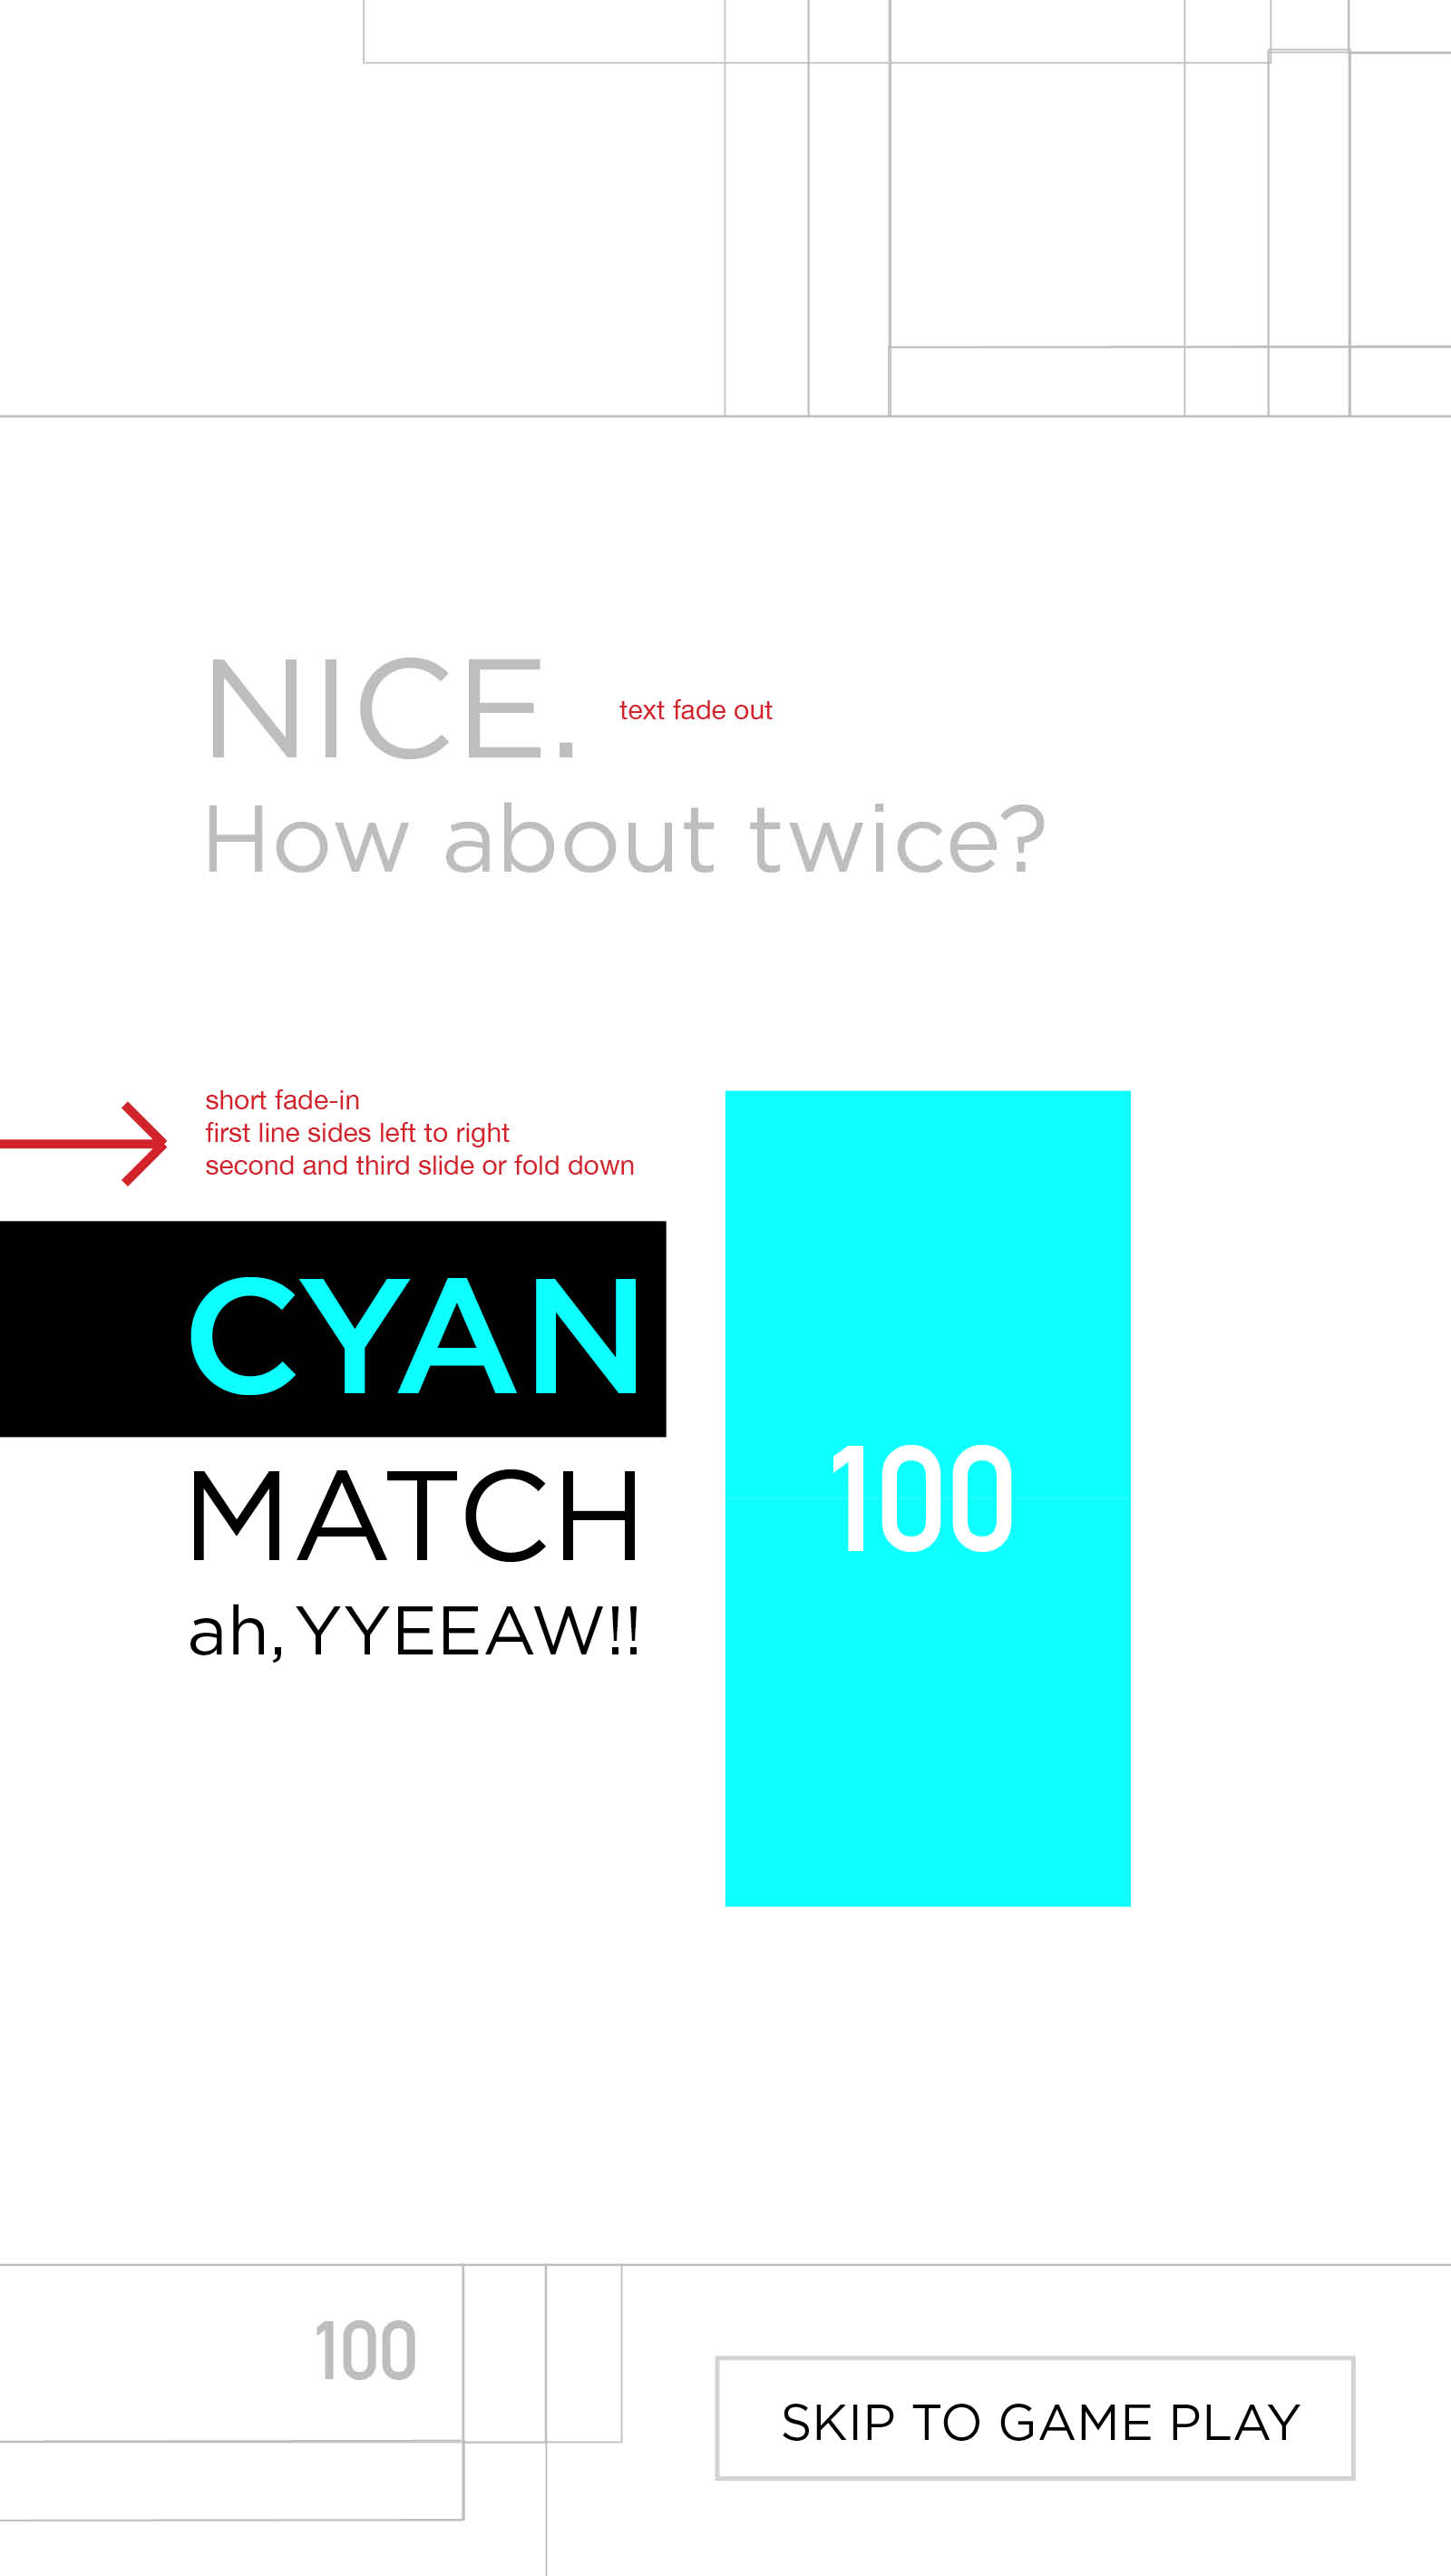 NICE.
text fade out
How about twice?
short fade-in
first line sides left to right
second and third slide or fold down
CYAN
MATCH
ah, YYEEAW!!
100
100
SKIP TO GAME PLAY